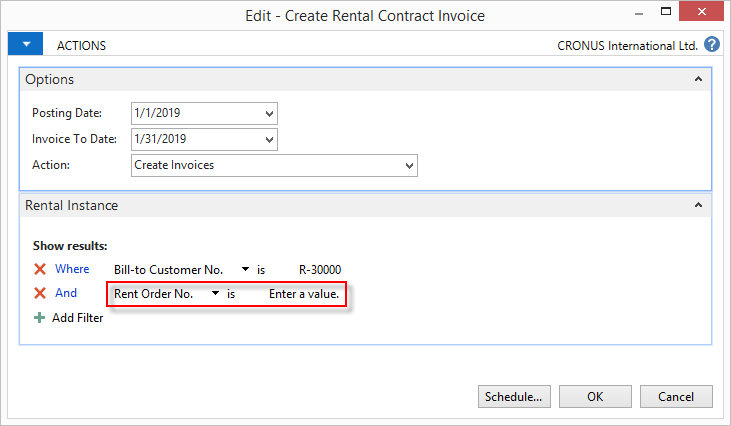 Edit - Create Rental Contract Invoice
ACTIONS CRONUS International Ltd. ?
Options
Posting Date: 1/1/2019
Invoice To Date: 1/31/2019
Action: Create Invoices
Rental Instance
Show results:
Where Bill-to Customer No. is R-30000
And Rent Order No. is Enter a value.
Add Filter
Schedule... OK Cancel